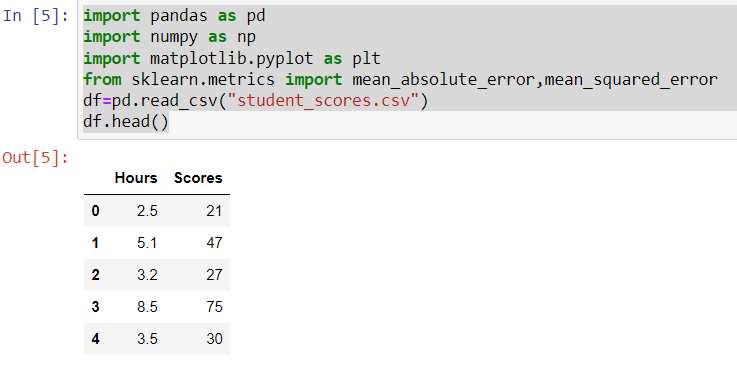 In [5]: import pandas as pd
import numpy as np
import matplotlib.pyplot as plt
from sklearn.metrics import mean_absolute_error,mean_squared_error
df=pd.read_csv("student_scores.csv")
df.head()
Out[5]:
Hours Scores
0 2.5 21
1 5.1 47
2 3.2 27
3 8.5 75
4 3.5 30